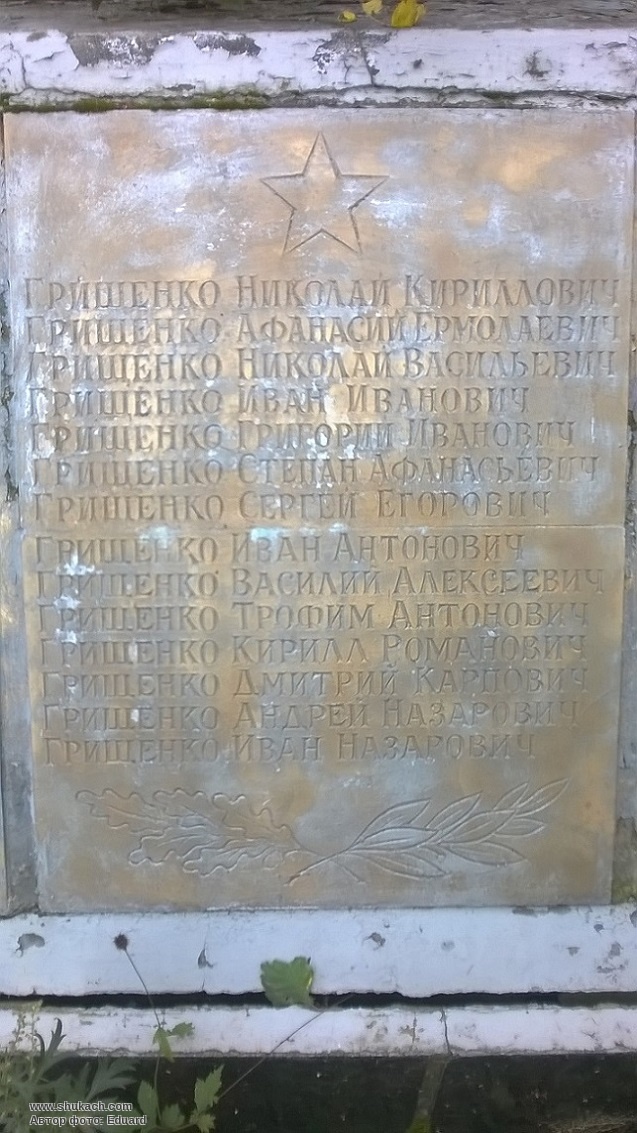 Грищенко Николай Кириллович
Грищенко Афанасий Ермолаевич
Грищенко Николай Васильевич
Грищенко Иван Иванович
Грищенко Григорий Иванович
Грищенко Степан Афанасьевич
Грищенко Сергей Егорович
Грищенко Иван Антонович
Грищенко Василий Алексеевич
Грищенко Трофим Антонович
Грищенко Кирилл Романович
Грищенко Дмитрий Карпович
Грищенко Андрей Назарович
Грищенко Иван Назарович
www.shukach.com
Автор фото: Eduard